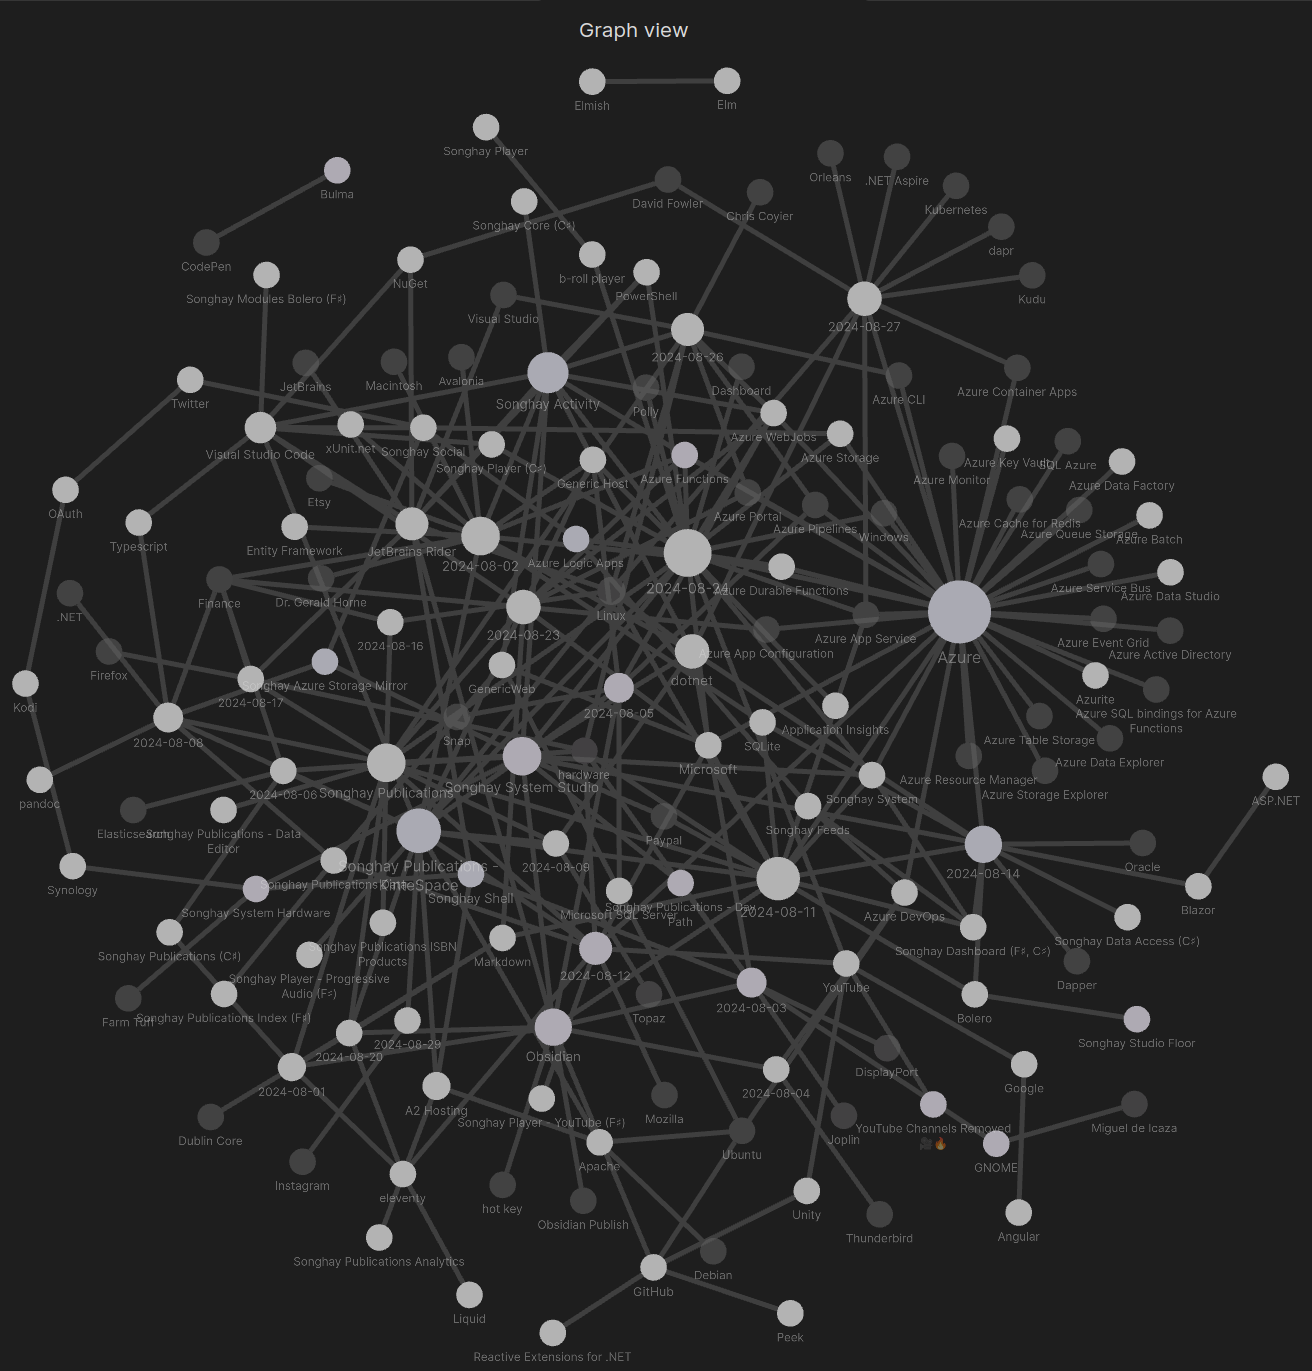 Graph view
Elmish
Elm
Songhay Player
Bulma
Orleans
.NET Aspire
David Fowler
Kubernetes
Chris Coyier
Songhay Core (C♯)
dapr
CodePen
b-roll player
NuGet
PowerShell
Songhay Modules Bolero (F♯)
Kudu
Visual Studio
2024-08-27
2024-08-26
JetBrains
Macintosh
Avalonia
Dashboard
Azure Container Apps
Twitter
Songhay Activity
Polly
Azure CLI
Azure WebJobs
xUnit.net
Songhay Social
Visual Studio Code
Azure Storage
Songhay Player (C♯)
Azure Key Vault
SQL Azure
Azure Functions
Generic Host
Azure Monitor
Azure Data Factory
Etsy
OAuth
Azure Portal
Azure Pipelines
Azure Cache for Redis
Azure Queue Storage
Windows
Azure Batch
Typescript
Entity Framework
JetBrains Rider
2024-08-02
Azure Logic Apps
2024-08-24
Azure Durable Functions
Azure Service Bus
Azure Data Studio
Finance
Dr. Gerald Horne
.NET
Linux
2024-08-23
2024-08-16
Azure App Service
Azure Event Grid
Azure App Configuration
Azure
Azure Active Directory
Firefox
Songhay Azure Storage Mirror
GenericWeb
dotnet
2024-08-17
Azurite
Kodi
2024-08-05
Azure SQL bindings for Azure
Functions
2024-08-08
Snap
SQLite
Application Insights
Azure Table Storage
Azure Data Explorer
hardware
Microsoft
Azure Resource Manager
Songhay System Studio
2024-08-06
Songhay Publications
Azure Storage Explorer
Songhay System
ASP.NET
pandoc
Elasticsearch
Songhay Publications - Data
Editor
Songhay Feeds
Paypal
Songhay Publications -
KinteSpace
2024-08-09
Oracle
2024-08-14
Synology
Songhay Publications Data
Songhay Shell
Songhay System Hardware
Microsoft SQL Server
Songhay Publications - Day
Path
2024-08-11
Azure DevOps
Blazor
Songhay Data Access (C♯)
Songhay Publications ISBN
Products
Songhay Dashboard (F♯, C♯)
Songhay Publications (C♯)
Markdown
2024-08-12
Songhay Player - Progressive
Audio (F♯)
YouTube
Dapper
2024-08-03
Farm Turn
Songhay Publications Index (F♯)
Topaz
Bolero
2024-08-20
2024-08-29
Songhay Studio Floor
Obsidian
DisplayPort
2024-08-01
2024-08-04
Google
A2 Hosting
Songhay Player - YouTube (F♯)
Mozilla
YouTube Channels Removed
🎥🔥
Miguel de Icaza
Dublin Core
Joplin
Ubuntu
Apache
GNOME
Instagram
eleventy
hot key
Obsidian Publish
Unity
Thunderbird
Angular
Songhay Publications Analytics
Debian
GitHub
Liquid
Peek
Reactive Extensions for .NET